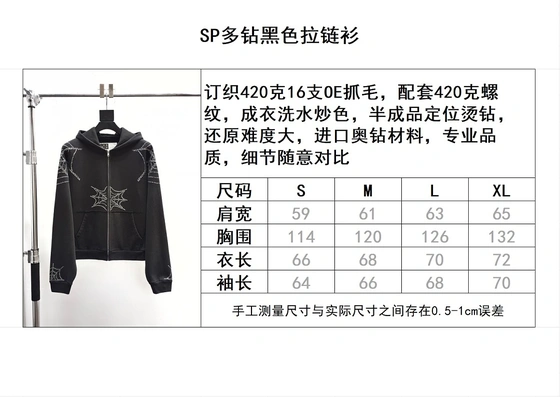 SP多钻黑色拉链衫
订织420克16支OE抓毛，配套420克螺
纹，成衣洗水炒色，半成品定位烫钻，
还原难度大，进口奥钻材料，专业品
质，细节随意对比
尺码 S M L XL
肩宽 59 61 63 65
胸围 114 120 126 132
衣长 66 68 70 72
袖长 64 66 68 70
手工测量尺寸与实际尺寸之间存在0.5-1cm误差